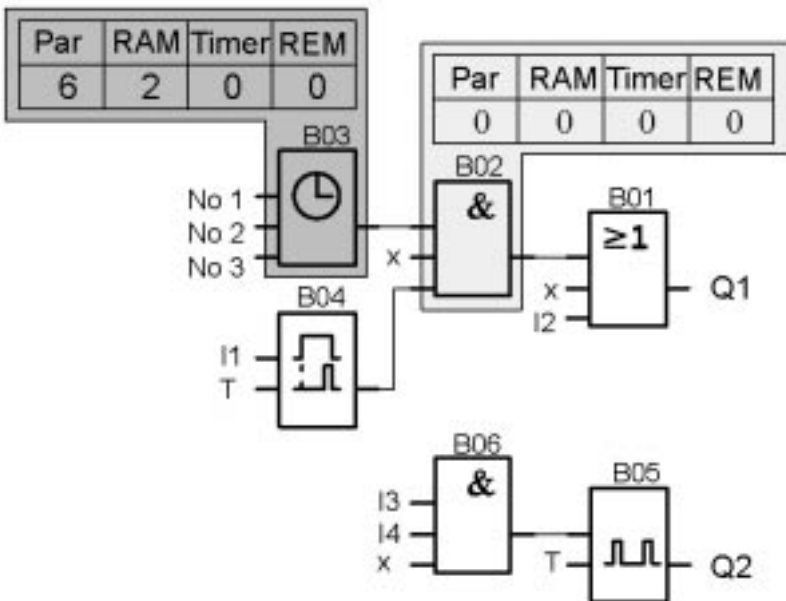 Par RAM Timer REM
6 2 0 0
Par RAM Timer REM
0 0 0 0
B03
No 1
No 2
No 3
B02
&
x
B01
≥1
x
I2
Q1
B04
I1
T
B06
&
I3
I4
x
B05
T
Q2